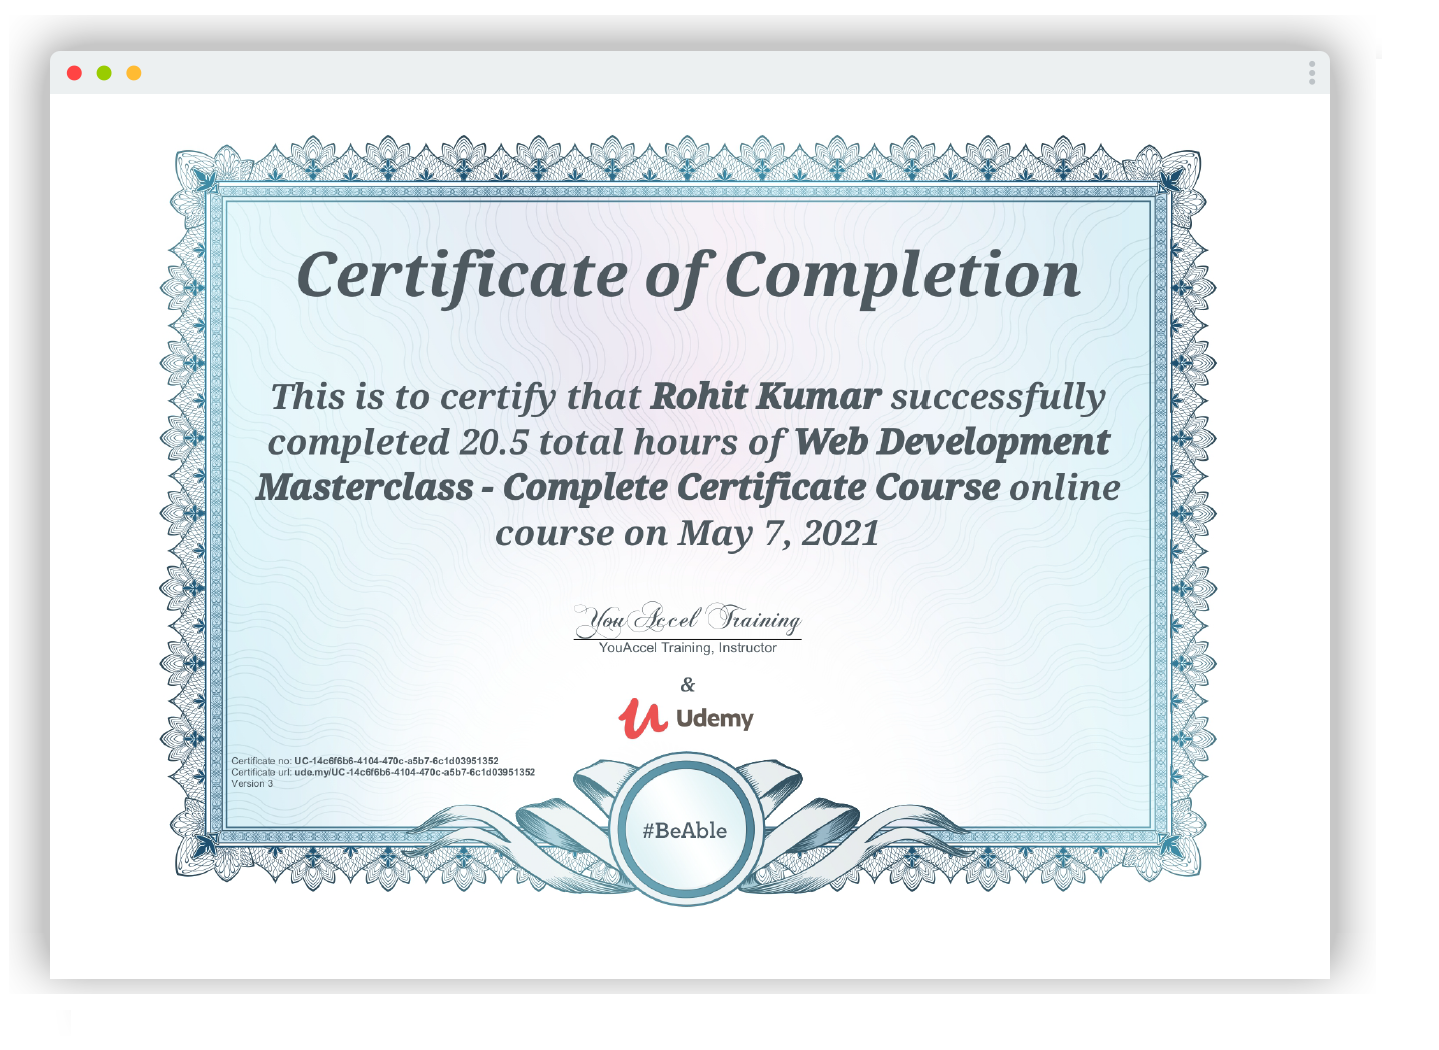 Certificate of Completion
This is to certify that Rohit Kumar successfully
completed 20.5 total hours of Web Development
Masterclass - Complete Certificate Course online
course on May 7, 2021
YouAccel Training
YouAccel Training, Instructor
&
Udemy
Certificate no: UC-14c6f6b6-4104-470c-a5b7-6c1d03951352
Certificate url: ude.my/UC-14c6f6b6-4104-470c-a5b7-6c1d03951352
Version 3
#BeAble